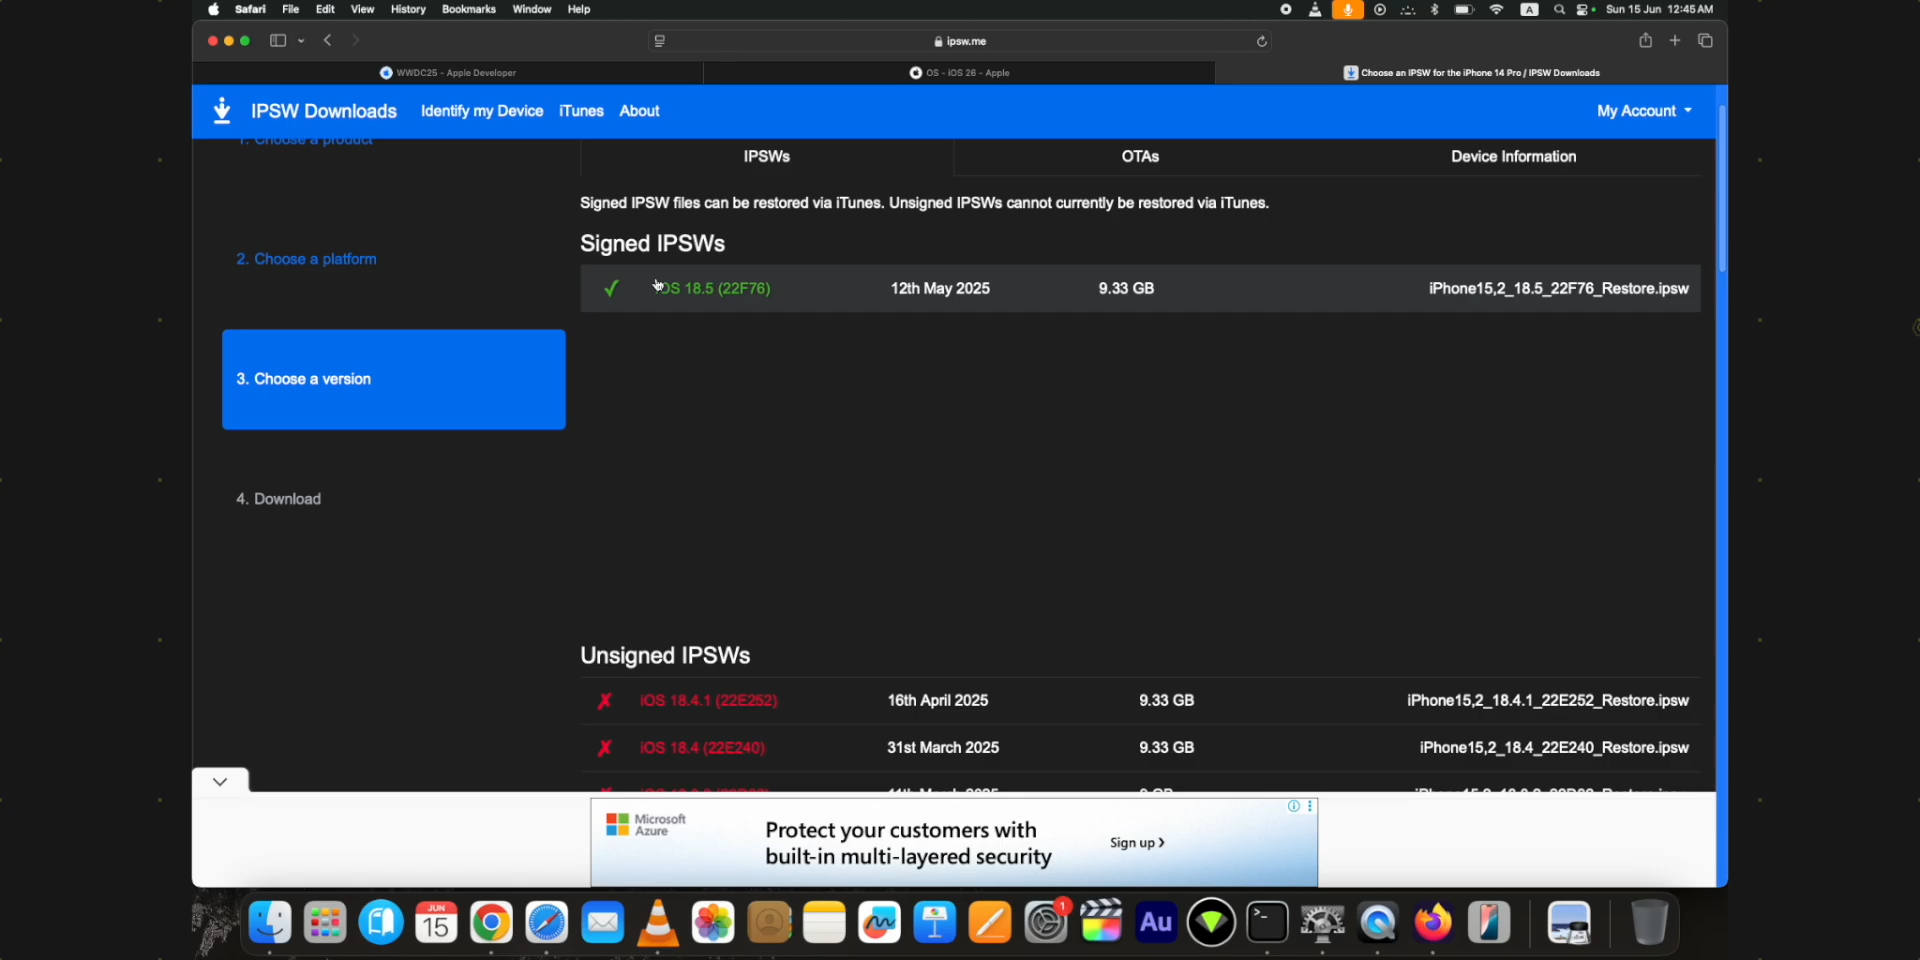 Safari File Edit View History Bookmarks Window Help
A
Sun 15 Jun 12:45 AM
ipsw.me
WWDC25 - Apple Developer
OS - iOS 26 - Apple
Choose an IPSW for the iPhone 14 Pro / IPSW Downloads
IPSW Downloads Identify my Device iTunes About
My Account
1. Choose a product
IPSWs
OTAs
Device Information
Signed IPSW files can be restored via iTunes. Unsigned IPSWs cannot currently be restored via iTunes.
Signed IPSWs
2. Choose a platform
iOS 18.5 (22F76) 12th May 2025 9.33 GB iPhone15,2_18.5_22F76_Restore.ipsw
3. Choose a version
4. Download
Unsigned IPSWs
iOS 18.4.1 (22E252) 16th April 2025 9.33 GB iPhone15,2_18.4.1_22E252_Restore.ipsw
iOS 18.4 (22E240) 31st March 2025 9.33 GB iPhone15,2_18.4_22E240_Restore.ipsw
Microsoft
Azure
Protect your customers with
built-in multi-layered security
Sign up
JUN
15
1
Au